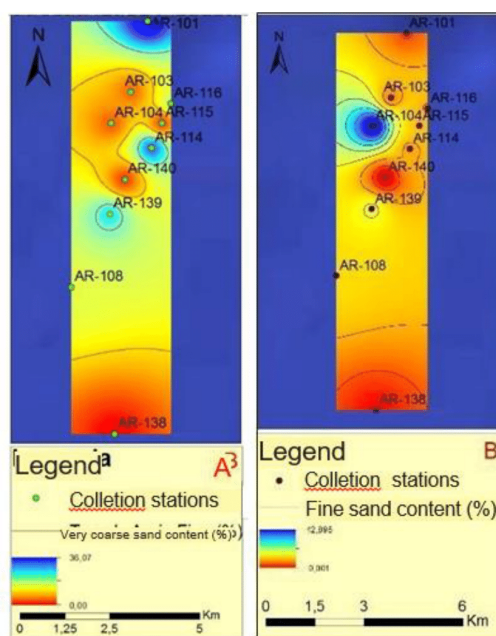 N
AR-101
AR-103
AR-116
AR-104
AR-115
AR-114
AR-140
AR-139
AR-108
AR-138
Legend
A
Colletion stations
Very coarse sand content (%)
36,07
0,00
Km
0 1,25 2,5 5
N
AR-101
AR-103
AR-116
AR-104
AR-115
AR-114
AR-140
AR-139
AR-108
AR-138
Legend
B
Colletion stations
Fine sand content (%)
0,001
Km
0 1,5 3 6